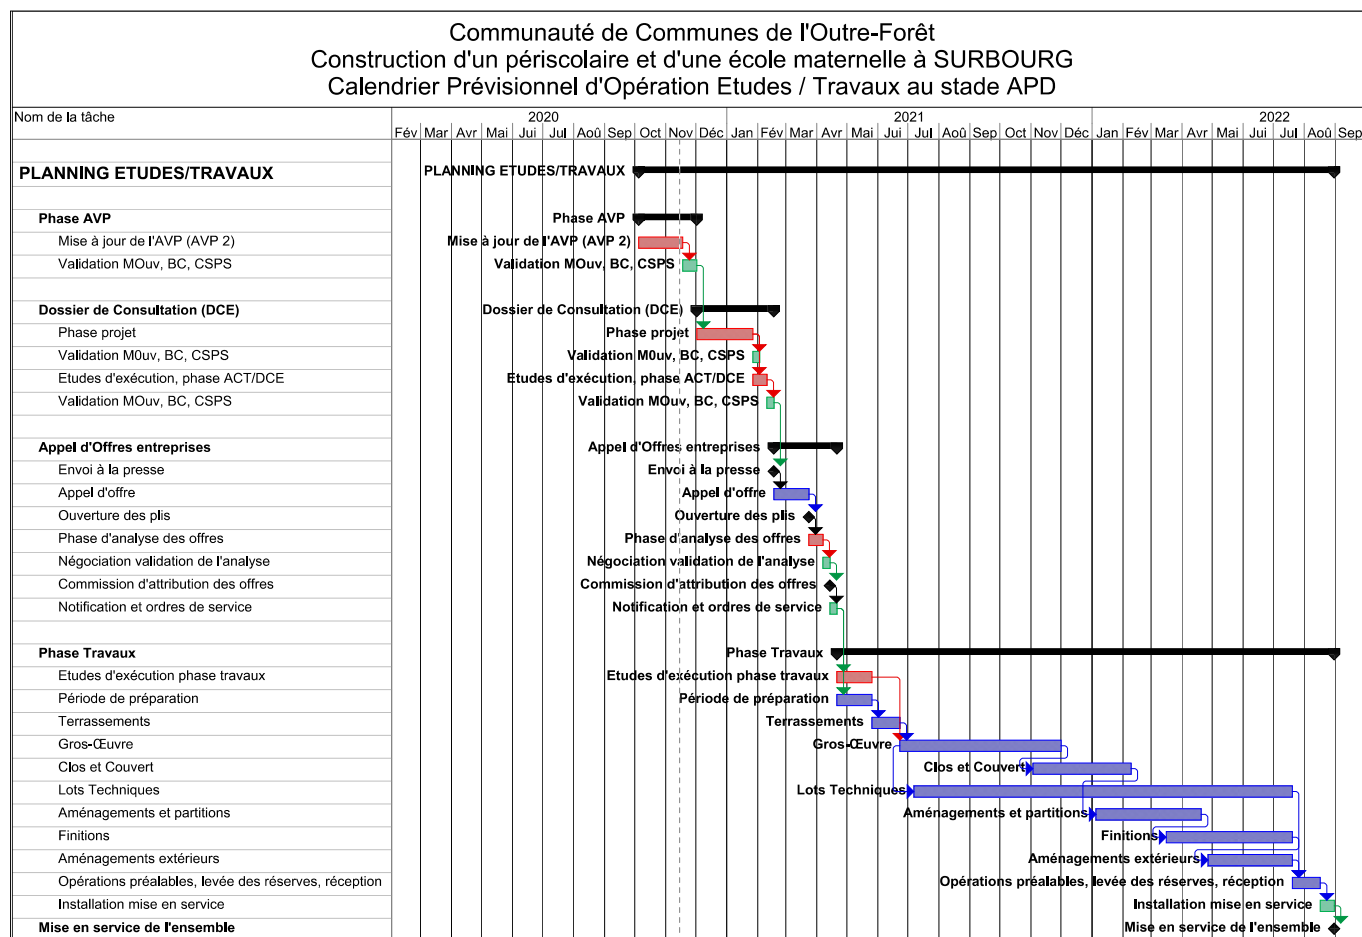 Communauté de Communes de l'Outre-Forêt
Construction d'un périscolaire et d'une école maternelle à SURBOURG
Calendrier Prévisionnel d'Opération Etudes / Travaux au stade APD
Nom de la tâche 2020 2021 2022
Fév Mar Avr Mai Jui Jul Aoû Sep Oct Nov Déc Jan Fév Mar Avr Mai Jui Jul Aoû Sep Oct Nov Déc Jan Fév Mar Avr Mai Jui Jul Aoû Sep
PLANNING ETUDES/TRAVAUX PLANNING ETUDES/TRAVAUX
Phase AVP Phase AVP
Mise à jour de l'AVP (AVP 2) Mise à jour de l'AVP (AVP 2)
Validation MOuv, BC, CSPS Validation MOuv, BC, CSPS
Dossier de Consultation (DCE) Dossier de Consultation (DCE)
Phase projet Phase projet
Validation M0uv, BC, CSPS Validation M0uv, BC, CSPS
Etudes d'exécution, phase ACT/DCE Etudes d'exécution, phase ACT/DCE
Validation MOuv, BC, CSPS Validation MOuv, BC, CSPS
Appel d'Offres entreprises Appel d'Offres entreprises
Envoi à la presse Envoi à la presse
Appel d'offre Appel d'offre
Ouverture des plis Ouverture des plis
Phase d'analyse des offres Phase d'analyse des offres
Négociation validation de l'analyse Négociation validation de l'analyse
Commission d'attribution des offres Commission d'attribution des offres
Notification et ordres de service Notification et ordres de service
Phase Travaux Phase Travaux
Etudes d'exécution phase travaux Etudes d'exécution phase travaux
Période de préparation Période de préparation
Terrassements Terrassements
Gros-Œuvre Gros-Œuvre
Clos et Couvert Clos et Couvert
Lots Techniques Lots Techniques
Aménagements et partitions Aménagements et partitions
Finitions Finitions
Aménagements extérieurs Aménagements extérieurs
Opérations préalables, levée des réserves, réception Opérations préalables, levée des réserves, réception
Installation mise en service Installation mise en service
Mise en service de l'ensemble Mise en service de l'ensemble